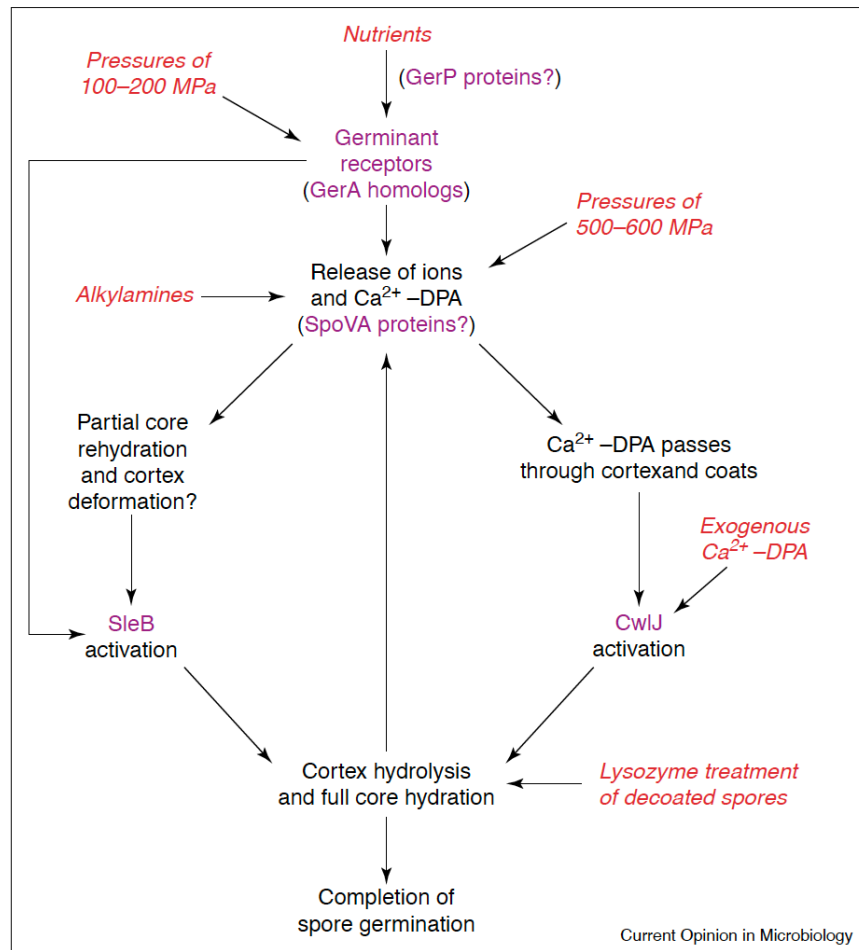 Nutrients
Pressures of
100–200 MPa
(GerP proteins?)
Germinant
receptors
(GerA homologs)
Pressures of
500–600 MPa
Release of ions
and Ca²⁺ –DPA
(SpoVA proteins?)
Alkylamines
Partial core
rehydration
and cortex
deformation?
Ca²⁺ –DPA passes
through cortexand coats
Exogenous
Ca²⁺ –DPA
SleB
activation
CwlJ
activation
Cortex hydrolysis
and full core hydration
Lysozyme treatment
of decoated spores
Completion of
spore germination
Current Opinion in Microbiology